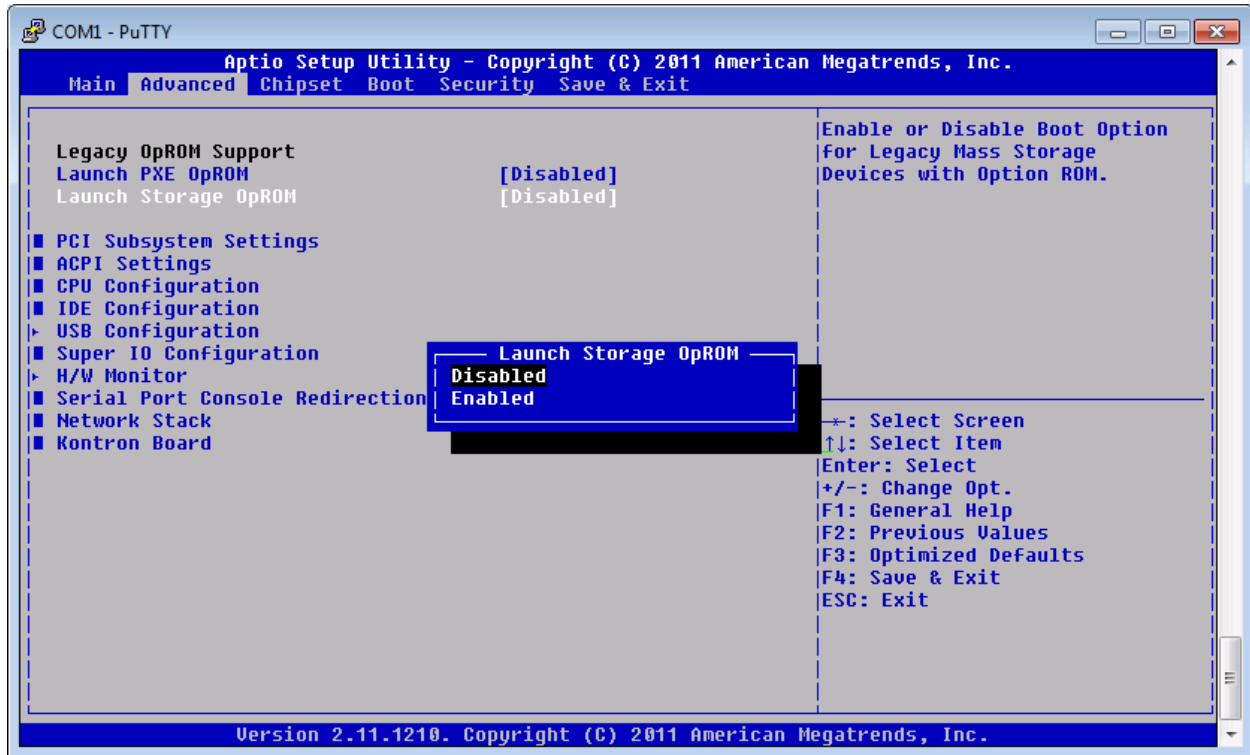 COM1 - PuTTY
Aptio Setup Utility - Copyright (C) 2011 American Megatrends, Inc.
Main Advanced Chipset Boot Security Save & Exit
Legacy OpROM Support
Launch PXE OpROM [Disabled]
Launch Storage OpROM [Disabled]
PCI Subsystem Settings
ACPI Settings
CPU Configuration
IDE Configuration
USB Configuration
Super IO Configuration
H/W Monitor
Serial Port Console Redirection
Network Stack
Kontron Board
Launch Storage OpROM
Disabled
Enabled
Enable or Disable Boot Option
for Legacy Mass Storage
Devices with Option ROM.
→←: Select Screen
↑↓: Select Item
Enter: Select
+/-: Change Opt.
F1: General Help
F2: Previous Values
F3: Optimized Defaults
F4: Save & Exit
ESC: Exit
Version 2.11.1210. Copyright (C) 2011 American Megatrends, Inc.